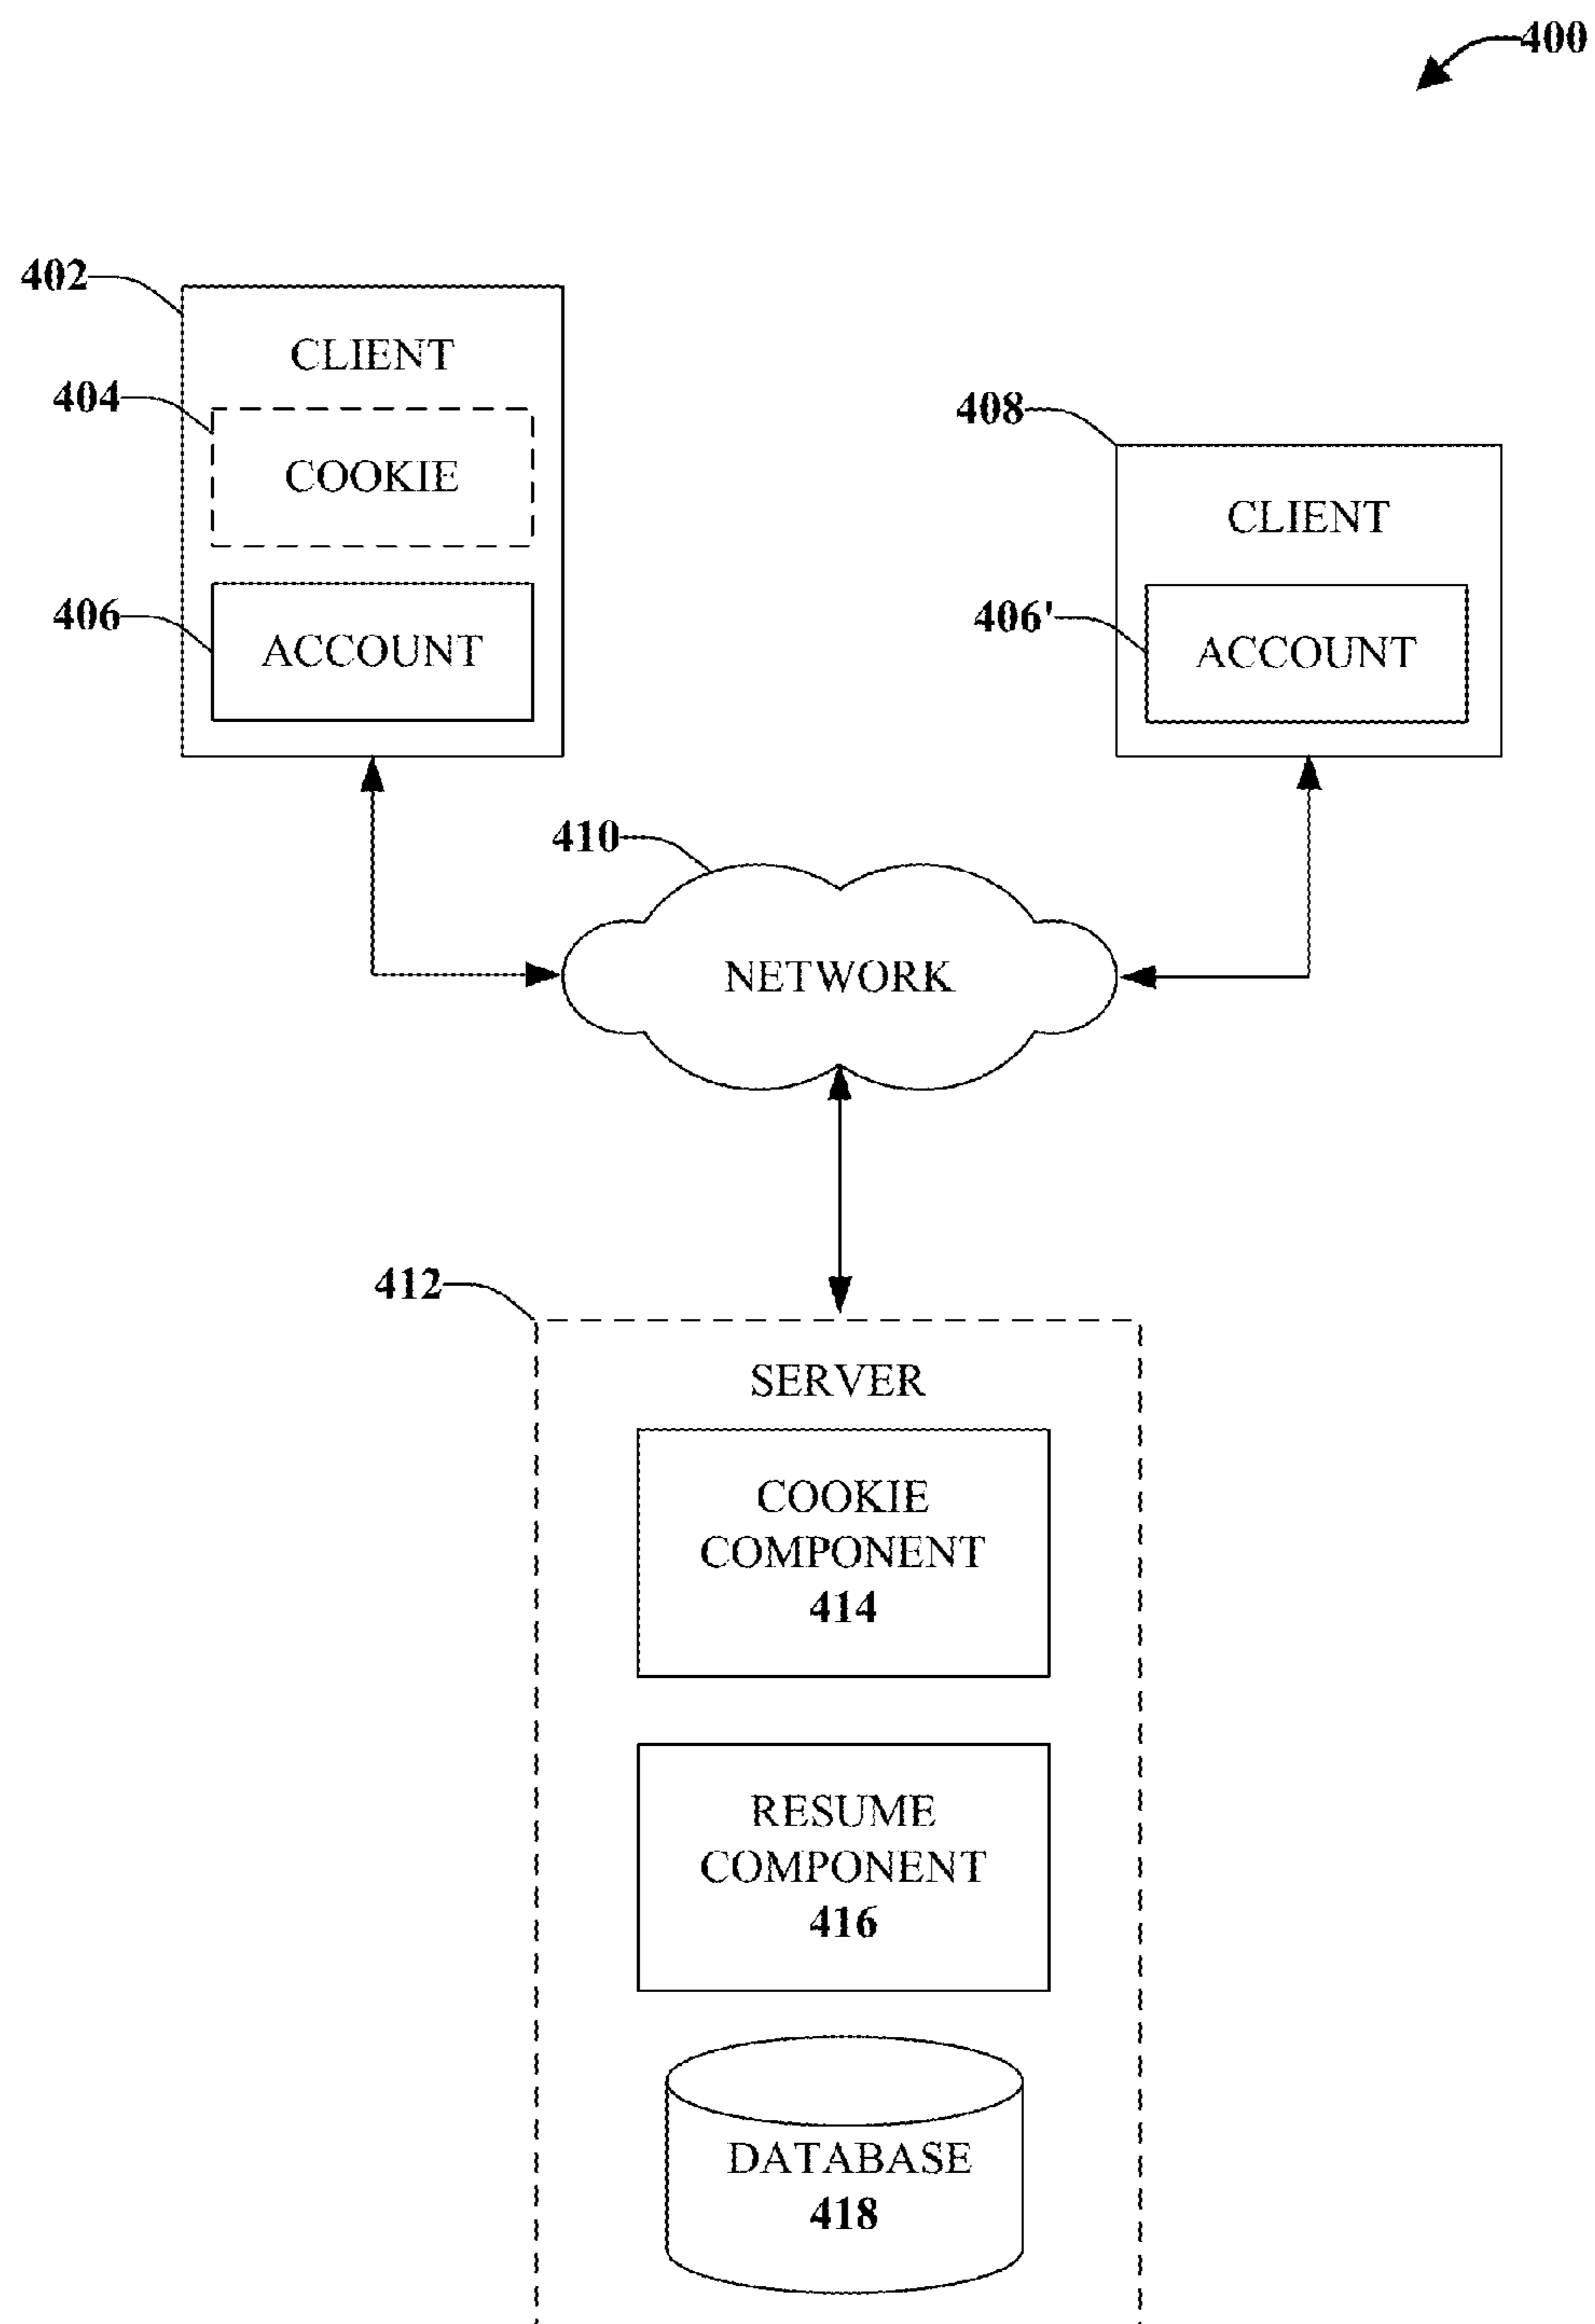 400
402
CLIENT
404
COOKIE
406
ACCOUNT
408
CLIENT
406'
ACCOUNT
410
NETWORK
412
SERVER
COOKIE
COMPONENT
414
RESUME
COMPONENT
416
DATABASE
418